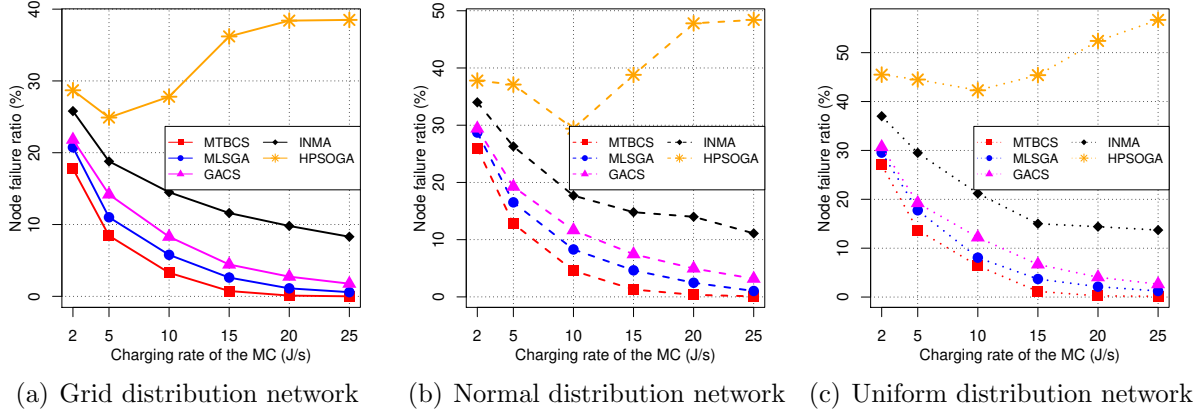 Node failure ratio (%)
40
30
20
10
0
MTBCS
MLSGA
GACS
INMA
HPSOGA
2 5 10 15 20 25
Charging rate of the MC (J/s)
(a) Grid distribution network
Node failure ratio (%)
50
40
30
20
10
0
MTBCS
MLSGA
GACS
INMA
HPSOGA
2 5 10 15 20 25
Charging rate of the MC (J/s)
(b) Normal distribution network
Node failure ratio (%)
50
40
30
20
10
0
MTBCS
MLSGA
GACS
INMA
HPSOGA
2 5 10 15 20 25
Charging rate of the MC (J/s)
(c) Uniform distribution network